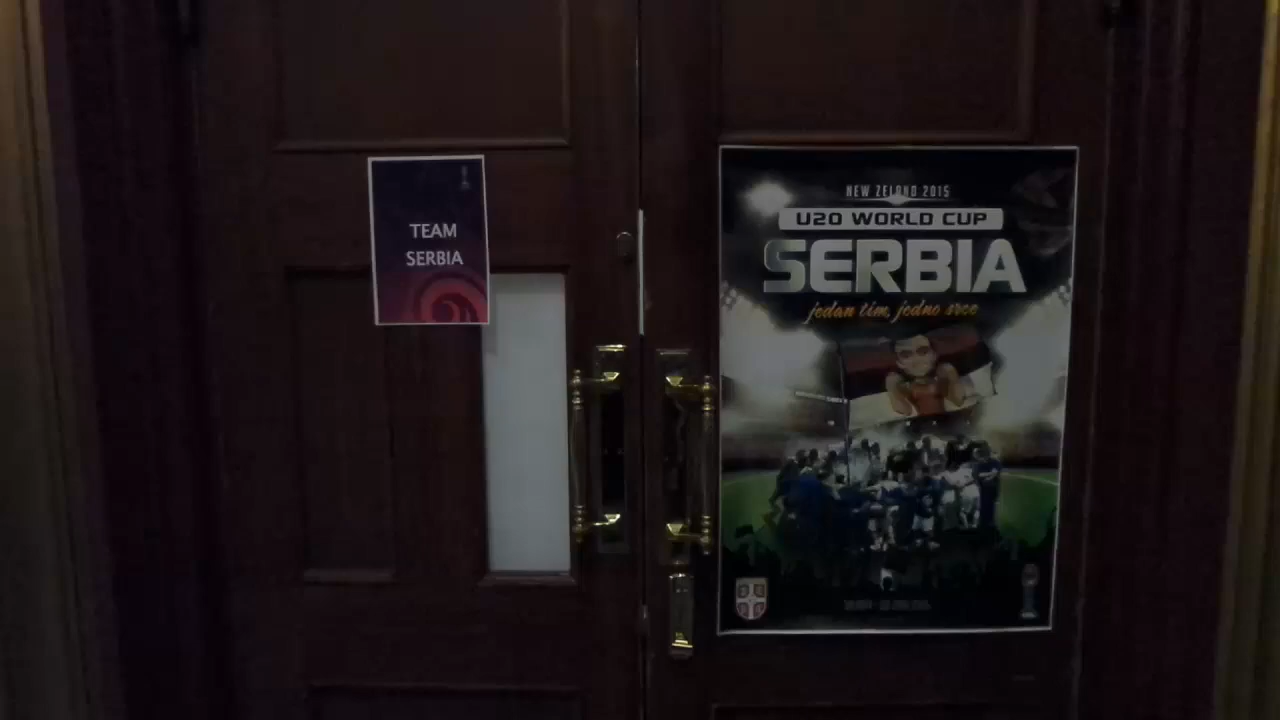 TEAM
SERBIA
NEW ZELAND 2015
U20 WORLD CUP
SERBIA
jedan tim, jedno srce